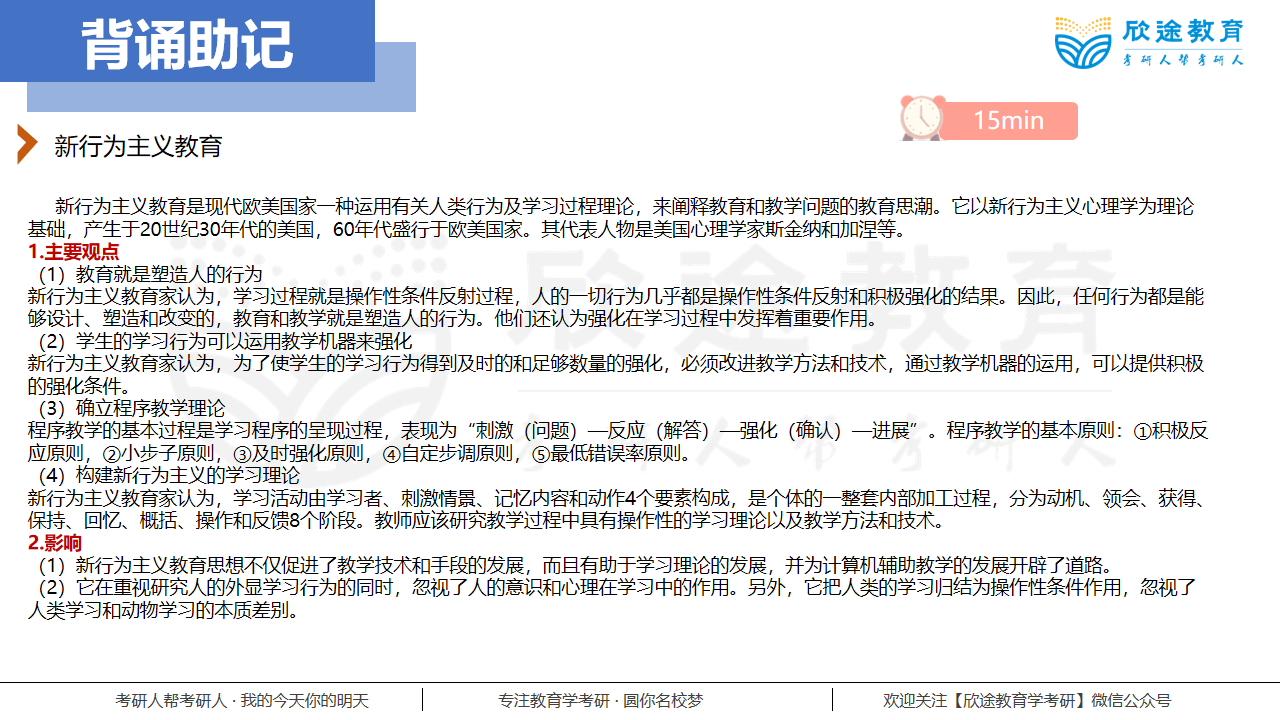 背诵助记
欣途教育
考研人帮考研人
15min
新行为主义教育
新行为主义教育是现代欧美国家一种运用有关人类行为及学习过程理论，来阐释教育和教学问题的教育思潮。它以新行为主义心理学为理论
基础，产生于20世纪30年代的美国，60年代盛行于欧美国家。其代表人物是美国心理学家斯金纳和加涅等。
1.主要观点
（1）教育就是塑造人的行为
新行为主义教育家认为，学习过程就是操作性条件反射过程，人的一切行为几乎都是操作性条件反射和积极强化的结果。因此，任何行为都是能
够设计、塑造和改变的，教育和教学就是塑造人的行为。他们还认为强化在学习过程中发挥着重要作用。
（2）学生的学习行为可以运用教学机器来强化
新行为主义教育家认为，为了使学生的学习行为得到及时的和足够数量的强化，必须改进教学方法和技术，通过教学机器的运用，可以提供积极
的强化条件。
（3）确立程序教学理论
程序教学的基本过程是学习程序的呈现过程，表现为“刺激（问题）—反应（解答）—强化（确认）—进展”。程序教学的基本原则：①积极反
应原则，②小步子原则，③及时强化原则，④自定步调原则，⑤最低错误率原则。
（4）构建新行为主义的学习理论
新行为主义教育家认为，学习活动由学习者、刺激情景、记忆内容和动作4个要素构成，是个体的一整套内部加工过程，分为动机、领会、获得、
保持、回忆、概括、操作和反馈8个阶段。教师应该研究教学过程中具有操作性的学习理论以及教学方法和技术。
2.影响
（1）新行为主义教育思想不仅促进了教学技术和手段的发展，而且有助于学习理论的发展，并为计算机辅助教学的发展开辟了道路。
（2）它在重视研究人的外显学习行为的同时，忽视了人的意识和心理在学习中的作用。另外，它把人类的学习归结为操作性条件作用，忽视了
人类学习和动物学习的本质差别。
欣途教育
考研人帮考研人
考研人帮考研人 · 我的今天你的明天
专注教育学考研 · 圆你名校梦
欢迎关注【欣途教育学考研】微信公众号